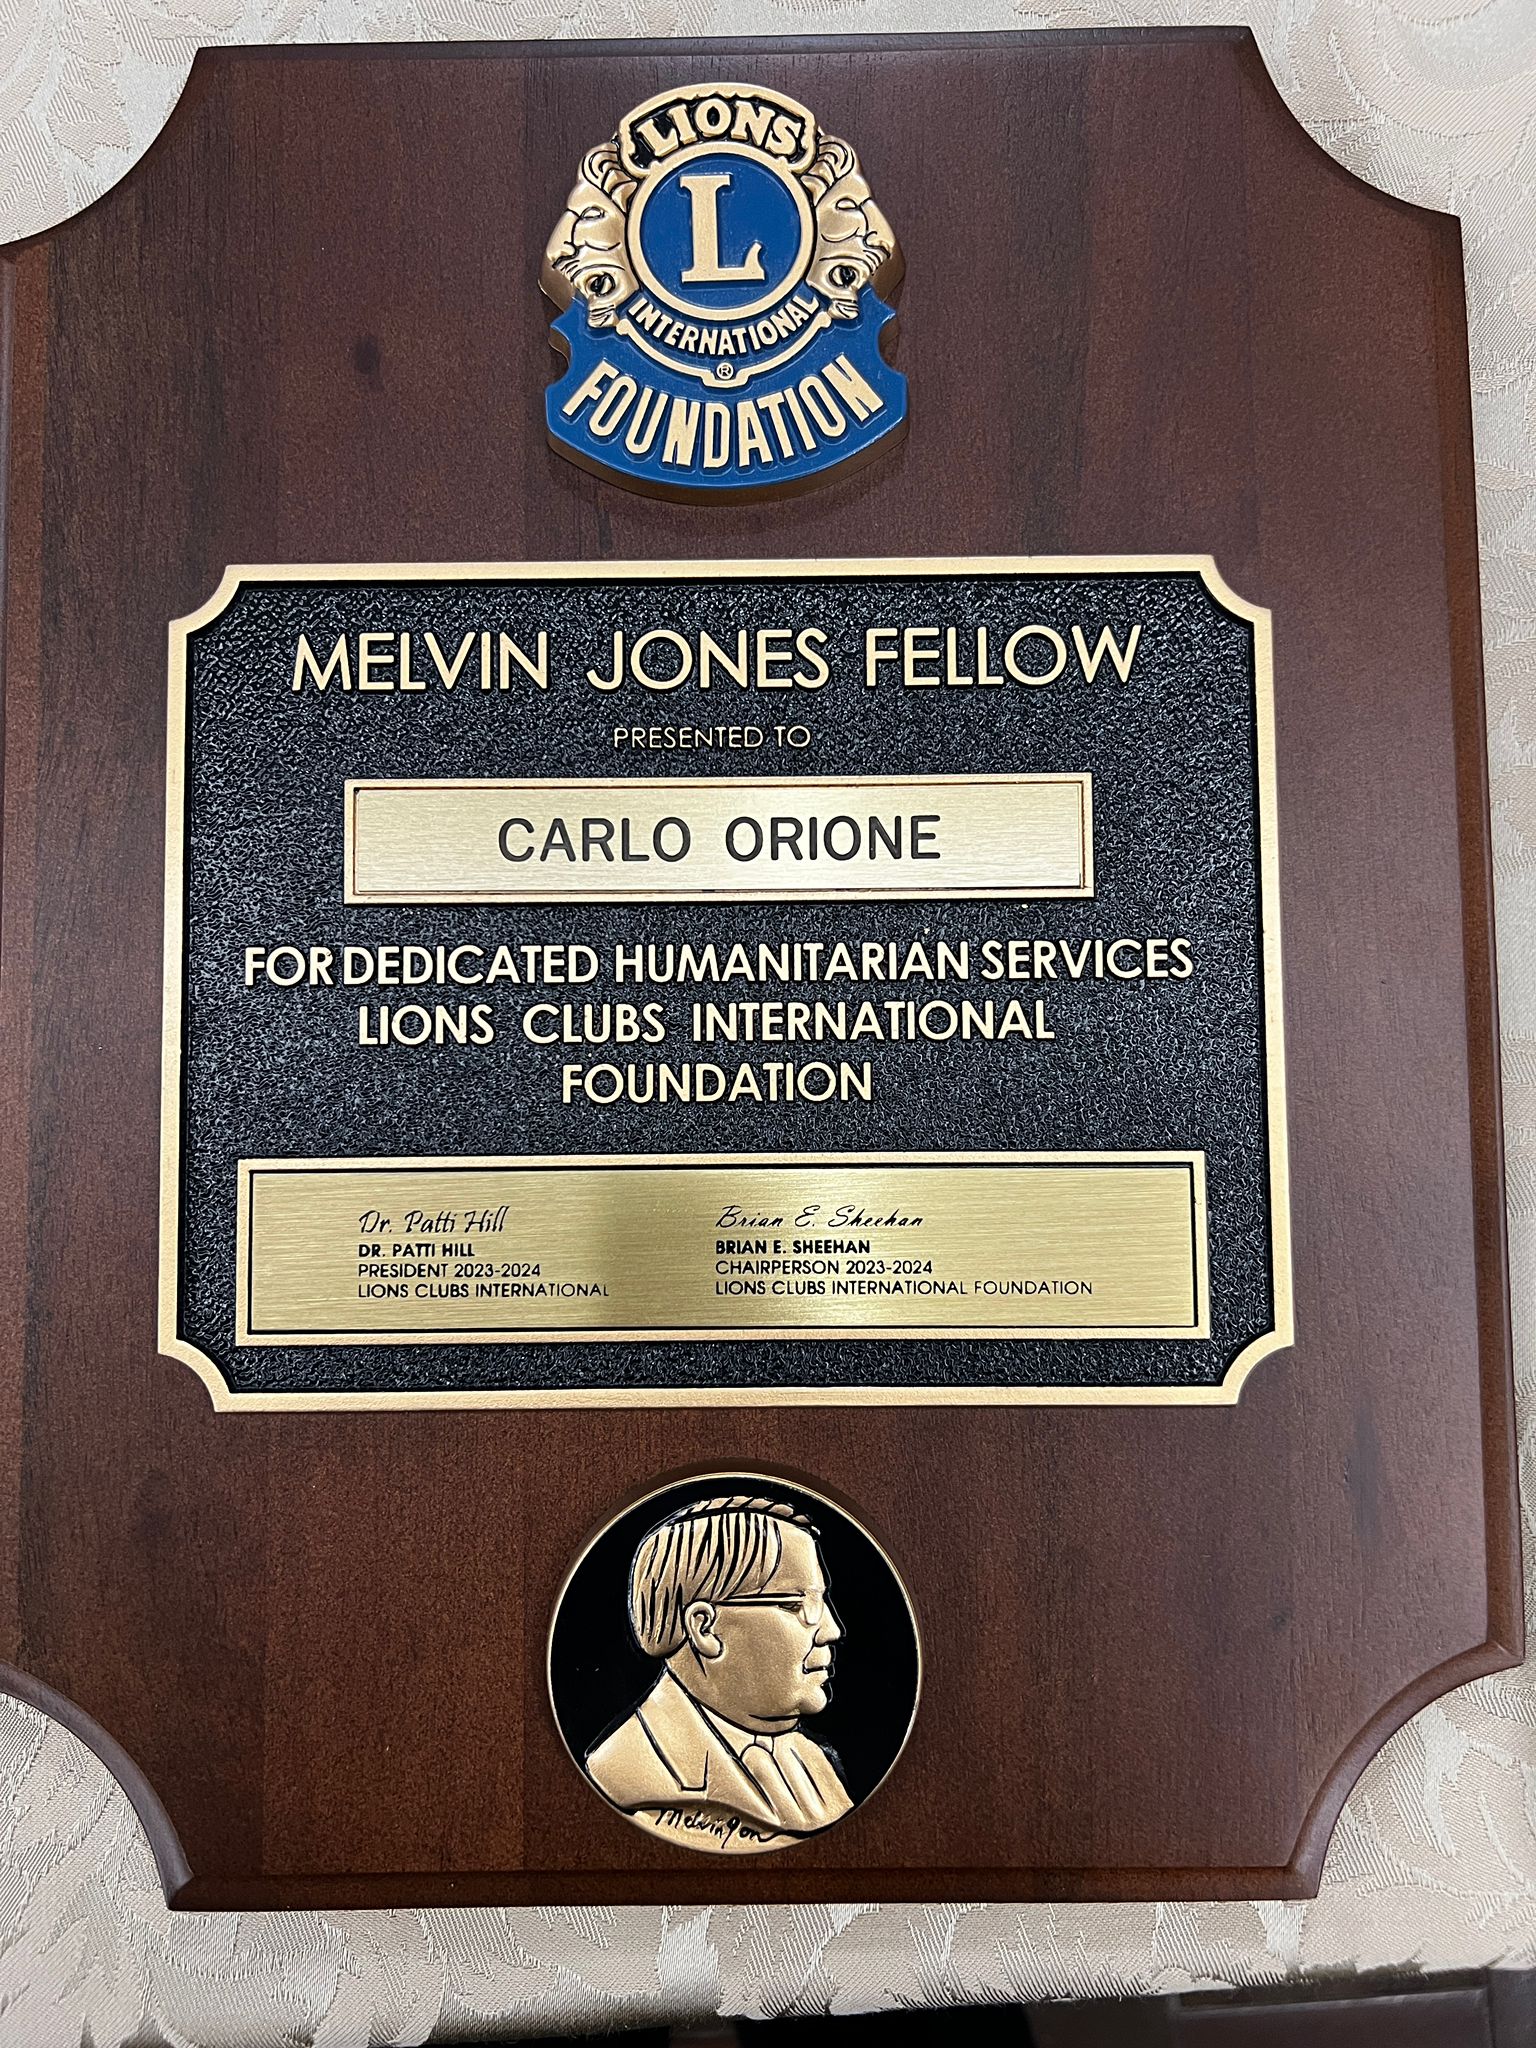 LIONS
L
INTERNATIONAL
®
FOUNDATION
MELVIN JONES FELLOW
PRESENTED TO
CARLO ORIONE
FOR DEDICATED HUMANITARIAN SERVICES
LIONS CLUBS INTERNATIONAL
FOUNDATION
Dr. Patti Hill
DR. PATTI HILL
PRESIDENT 2023-2024
LIONS CLUBS INTERNATIONAL
Brian E. Sheehan
BRIAN E. SHEEHAN
CHAIRPERSON 2023-2024
LIONS CLUBS INTERNATIONAL FOUNDATION
Melvin Jon